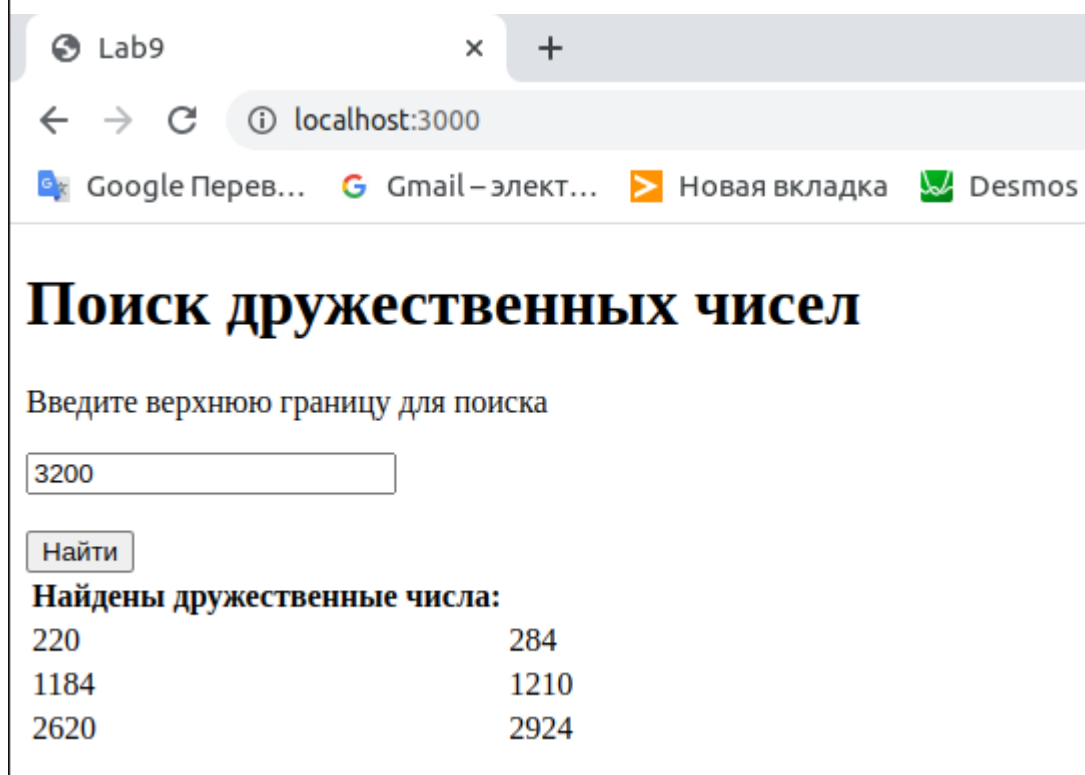 Lab9
localhost:3000
Google Перев... Gmail – элект... Новая вкладка Desmos
Поиск дружественных чисел
Введите верхнюю границу для поиска
3200
Найти
Найдены дружественные числа:
220 284
1184 1210
2620 2924